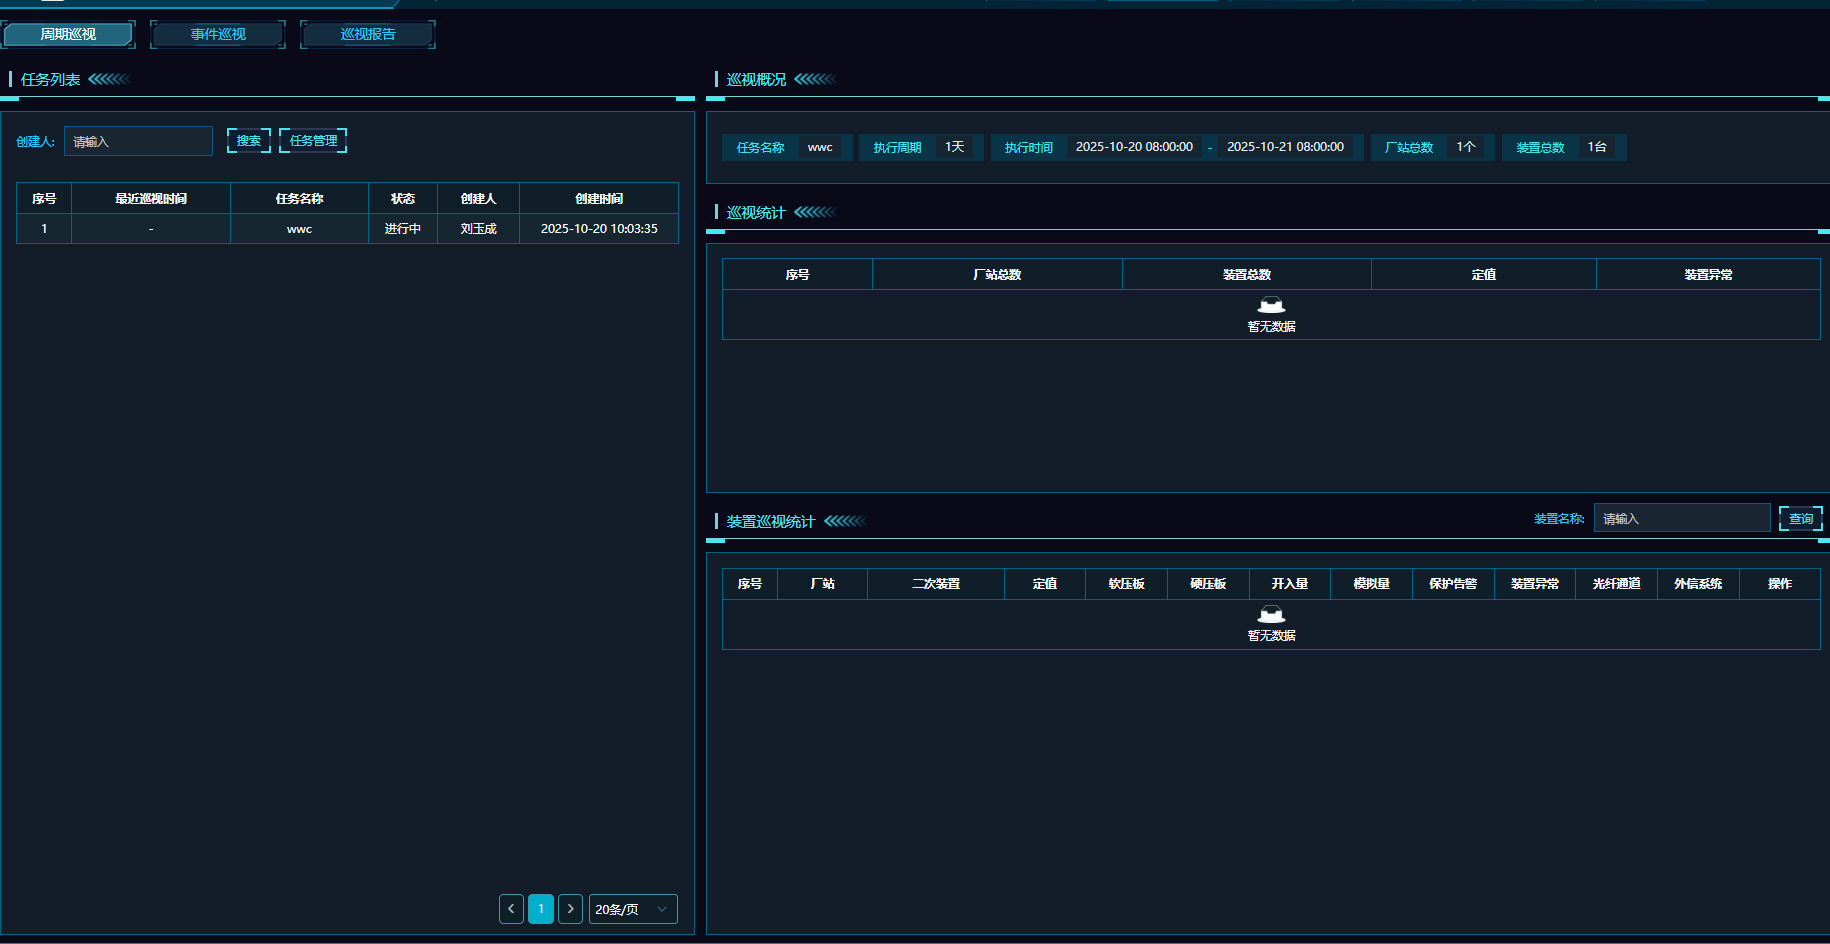 周期巡视 事件巡视 巡视报告
任务列表
创建人: 请输入 搜索 任务管理
序号 最近巡视时间 任务名称 状态 创建人 创建时间
1 - wwc 进行中 刘玉成 2025-10-20 10:03:35
1 20条/页
巡视概况
任务名称 wwc 执行周期 1天 执行时间 2025-10-20 08:00:00 - 2025-10-21 08:00:00 厂站总数 1个 装置总数 1台
巡视统计
序号 厂站总数 装置总数 定值 装置异常
暂无数据
装置巡视统计 装置名称: 请输入 查询
序号 厂站 二次装置 定值 软压板 硬压板 开入量 模拟量 保护告警 装置异常 光纤通道 外信系统 操作
暂无数据